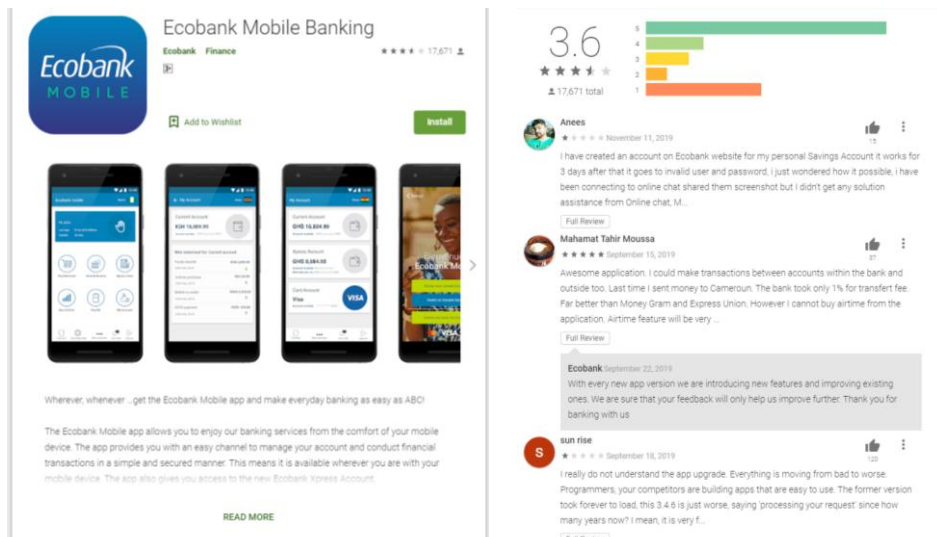 Ecobank Mobile Banking
Ecobank Finance
17,671
Ecobank
MOBILE
Add to Wishlist
Install
Wherever, whenever ...get the Ecobank Mobile app and make everyday banking as easy as ABC!
The Ecobank Mobile app allows you to enjoy our banking services from the comfort of your mobile
device. The app provides you with an easy channel to manage your account and conduct financial
transactions in a simple and secured manner. This means it is available wherever you are with your
mobile device. The app also gives you access to the new Ecobank Xpress Account,
READ MORE
3.6
17,671 total
5
4
3
2
1
Anees
November 11, 2019
15
I have created an account on Ecobank website for my personal Savings Account it works for
3 days after that it goes to invalid user and password, i just wondered how it possible, i have
been connecting to online chat shared them screenshot but I didn't get any solution
assistance from Online chat, M...
Full Review
Mahamat Tahir Moussa
September 15, 2019
Awesome application. I could make transactions between accounts within the bank and
outside too. Last time I sent money to Cameroun. The bank took only 1% for transfert fee.
Far better than Money Gram and Express Union. However I cannot buy airtime from the
application. Airtime feature will be very ...
Full Review
Ecobank September 22, 2019
With every new app version we are introducing new features and improving existing
ones. We are sure that your feedback will only help us improve further. Thank you for
banking with us
S
sun rise
September 18, 2019
I really do not understand the app upgrade. Everything is moving from bad to worse.
Programmers, your competitors are building apps that are easy to use. The former version
took forever to load, this 3.4.6 is just worse, saying 'processing your request' since how
many years now? I mean, it is very f...